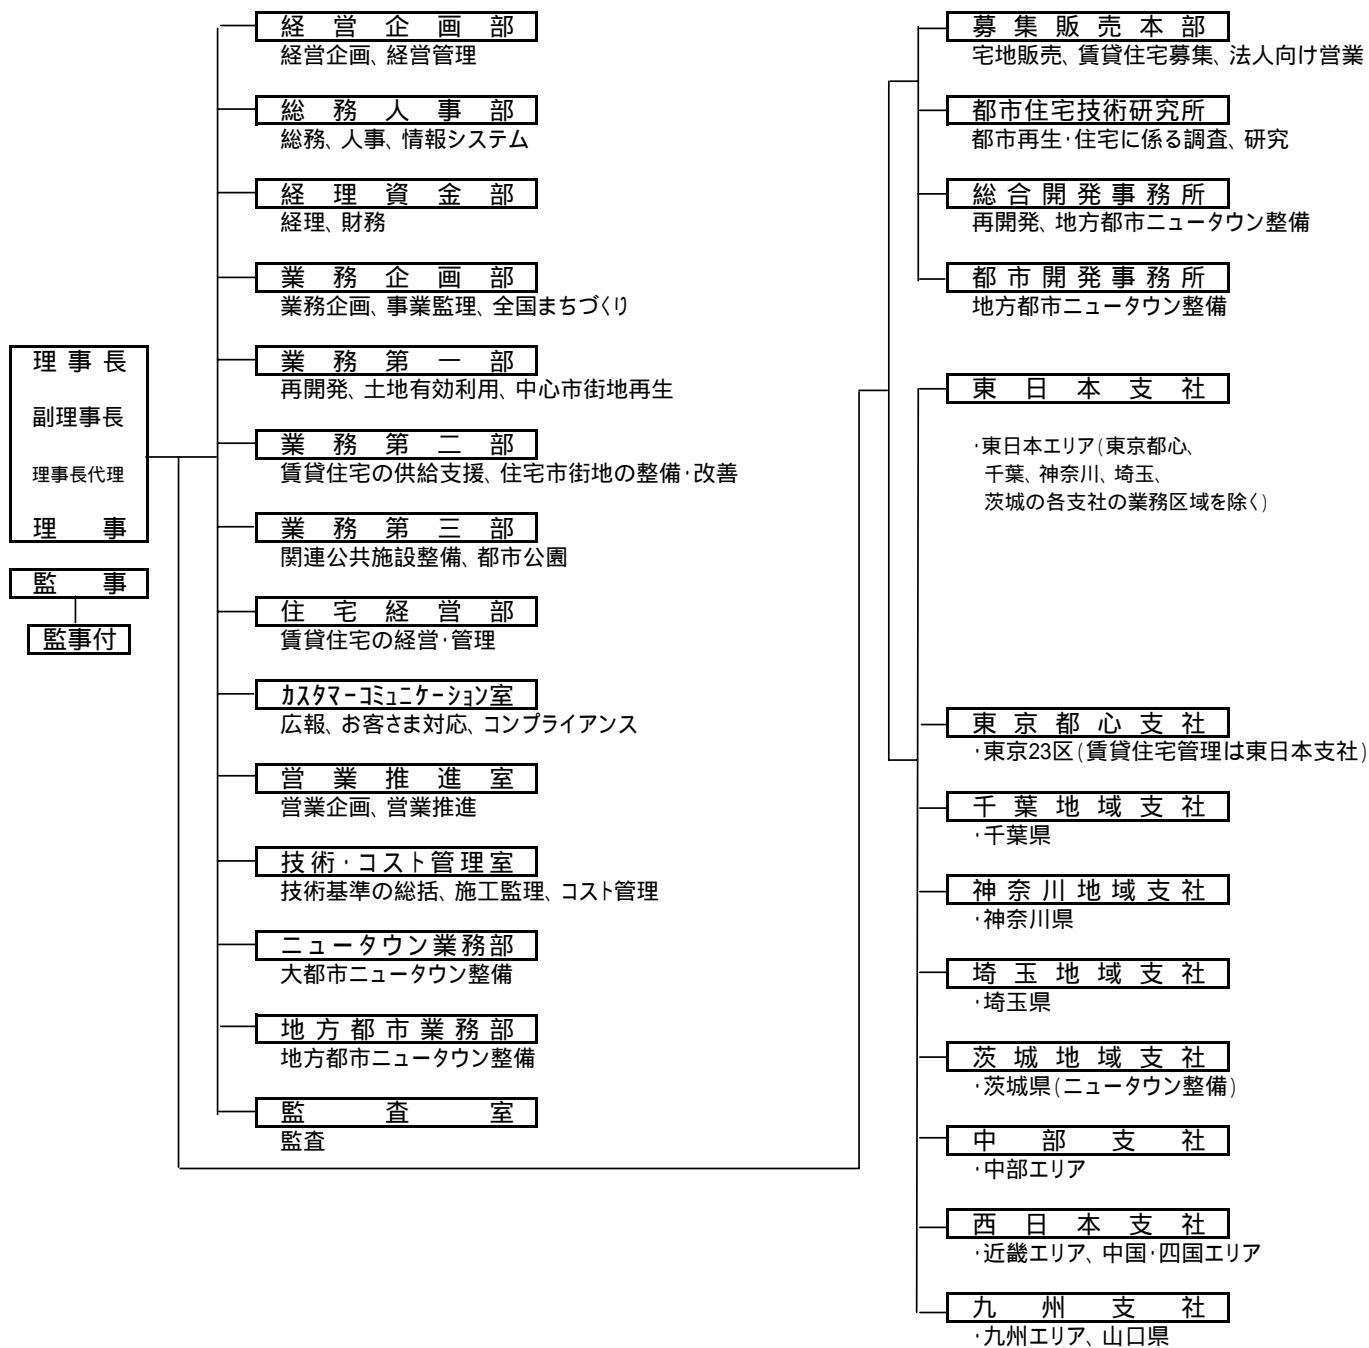 理事長
副理事長
理事長代理
理事
監事
監事付
経営企画部
経営企画、経営管理
総務人事部
総務、人事、情報システム
経理資金部
経理、財務
業務企画部
業務企画、事業監理、全国まちづくり
業務第一部
再開発、土地有効利用、中心市街地再生
業務第二部
賃貸住宅の供給支援、住宅市街地の整備・改善
業務第三部
関連公共施設整備、都市公園
住宅経営部
賃貸住宅の経営・管理
ｶｽﾀﾏｰｺﾐｭﾆｹｰｼｮﾝ室
広報、お客さま対応、コンプライアンス
営業推進室
営業企画、営業推進
技術・コスト管理室
技術基準の総括、施工監理、コスト管理
ニュータウン業務部
大都市ニュータウン整備
地方都市業務部
地方都市ニュータウン整備
監査室
監査
募集販売本部
宅地販売、賃貸住宅募集、法人向け営業
都市住宅技術研究所
都市再生・住宅に係る調査、研究
総合開発事務所
再開発、地方都市ニュータウン整備
都市開発事務所
地方都市ニュータウン整備
東日本支社
・東日本エリア(東京都心、
千葉、神奈川、埼玉、
茨城の各支社の業務区域を除く)
東京都心支社
・東京23区(賃貸住宅管理は東日本支社)
千葉地域支社
・千葉県
神奈川地域支社
・神奈川県
埼玉地域支社
・埼玉県
茨城地域支社
・茨城県(ニュータウン整備)
中部支社
・中部エリア
西日本支社
・近畿エリア、中国・四国エリア
九州支社
・九州エリア、山口県